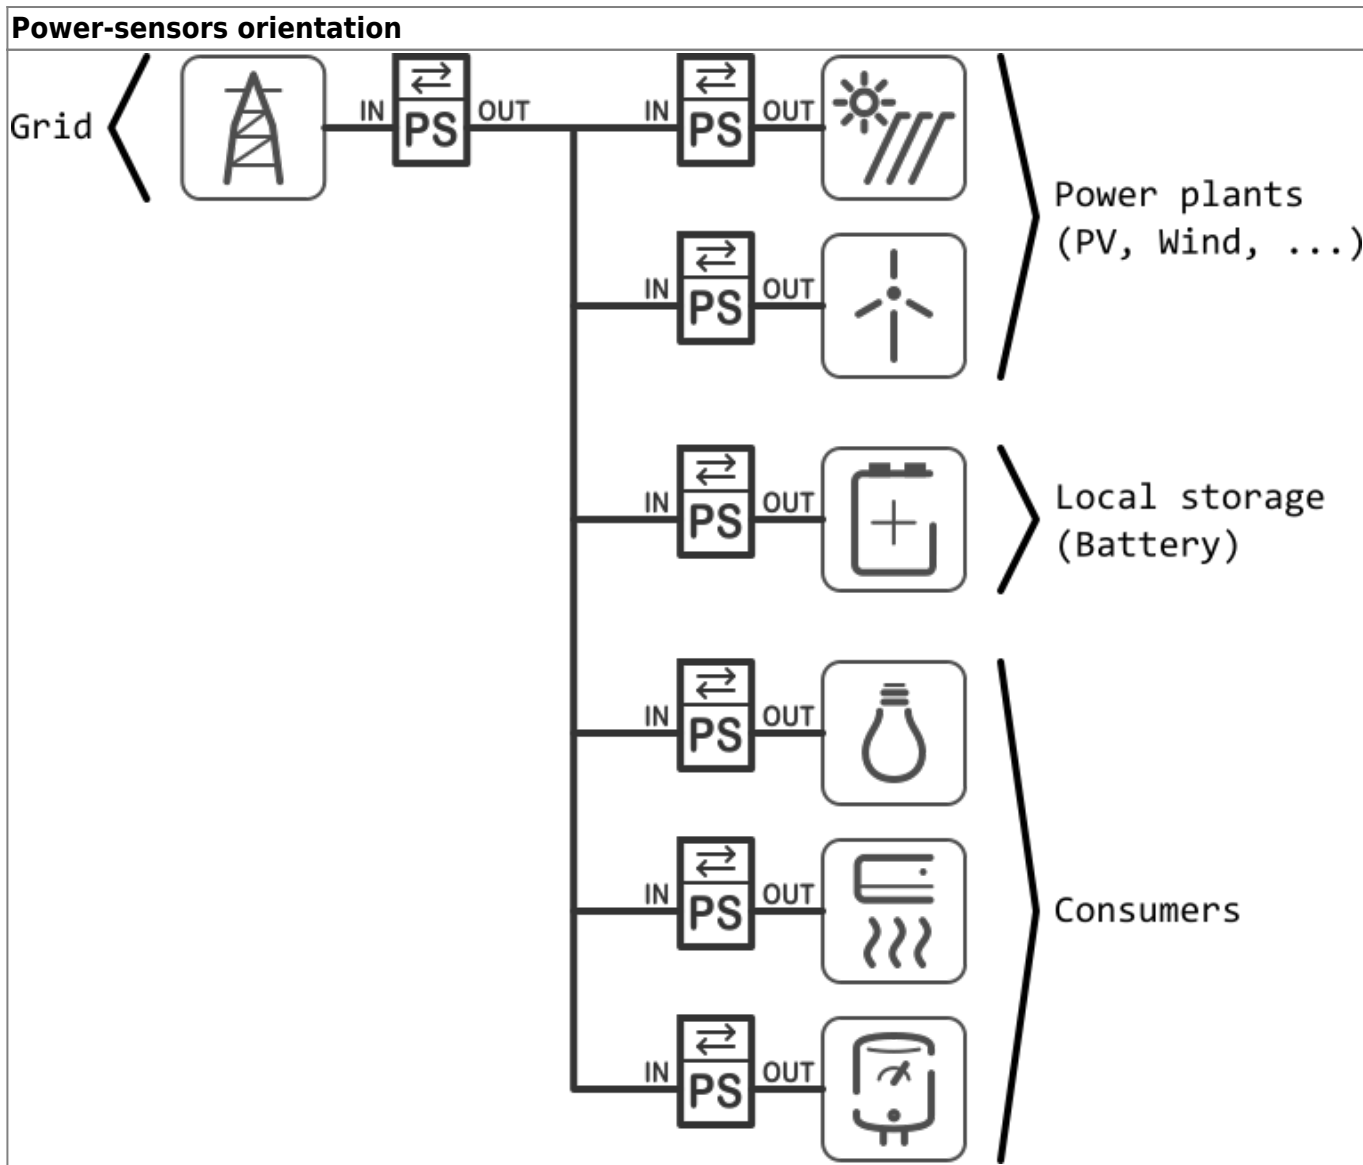 Power-sensors orientation
Grid
IN
PS
OUT
IN
PS
OUT
Power plants
(PV, Wind, ...)
IN
PS
OUT
IN
PS
OUT
Local storage
(Battery)
IN
PS
OUT
IN
PS
OUT
Consumers
IN
PS
OUT